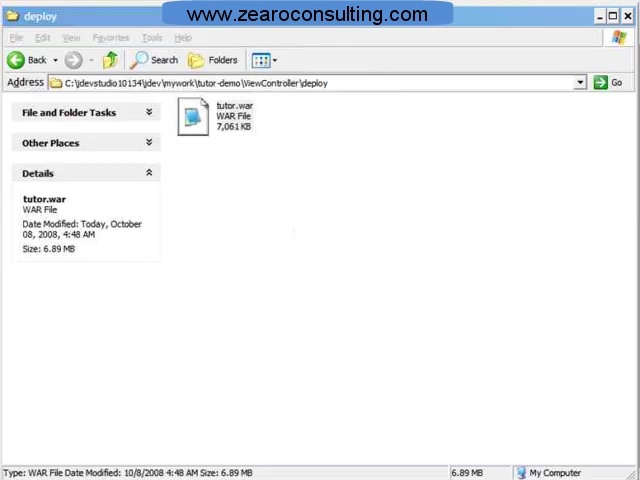 deploy
www.zearoconsulting.com
File Edit View Favorites Tools Help
Back Search Folders
Address C:\jdevstudio10134\jdev\mywork\tutor-demo\ViewController\deploy Go
File and Folder Tasks
Other Places
Details
tutor.war
WAR File
Date Modified: Today, October
08, 2008, 4:48 AM
Size: 6.89 MB
tutor.war
WAR File
7,061 KB
Type: WAR File Date Modified: 10/8/2008 4:48 AM Size: 6.89 MB 6.89 MB My Computer